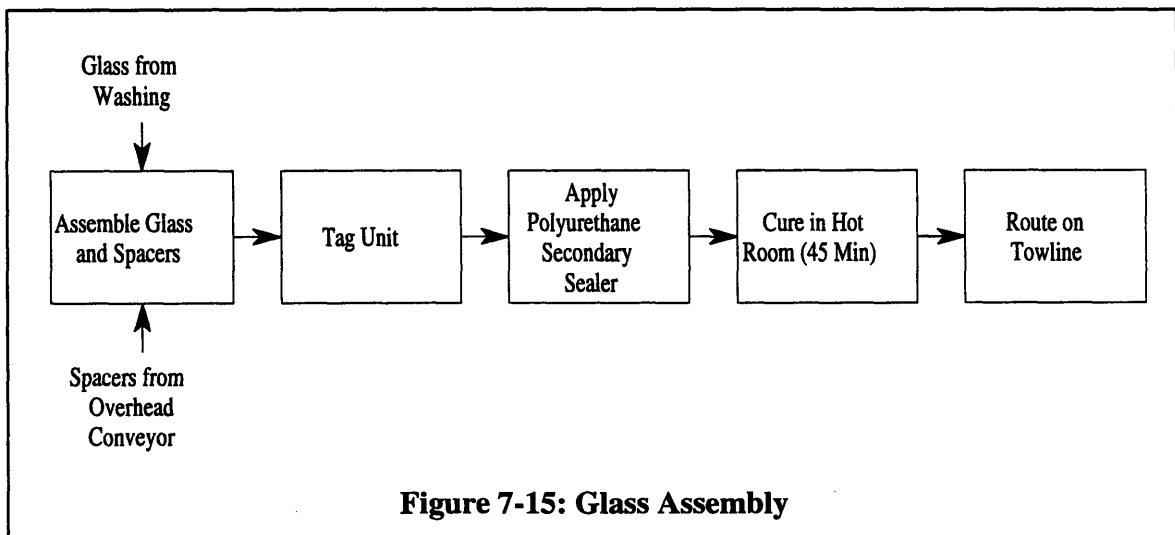 Glass from
Washing
Assemble Glass
and Spacers
Spacers from
Overhead
Conveyor
Tag Unit
Apply
Polyurethane
Secondary
Sealer
Cure in Hot
Room (45 Min)
Route on
Towline
Figure 7-15: Glass Assembly